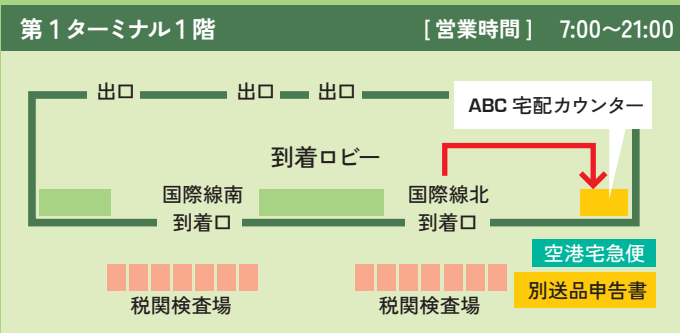 第1ターミナル1階 [営業時間] 7:00〜21:00
出口 出口 出口
ABC 宅配カウンター
到着ロビー
国際線南
到着口
国際線北
到着口
空港宅急便
別送品申告書
税関検査場 税関検査場